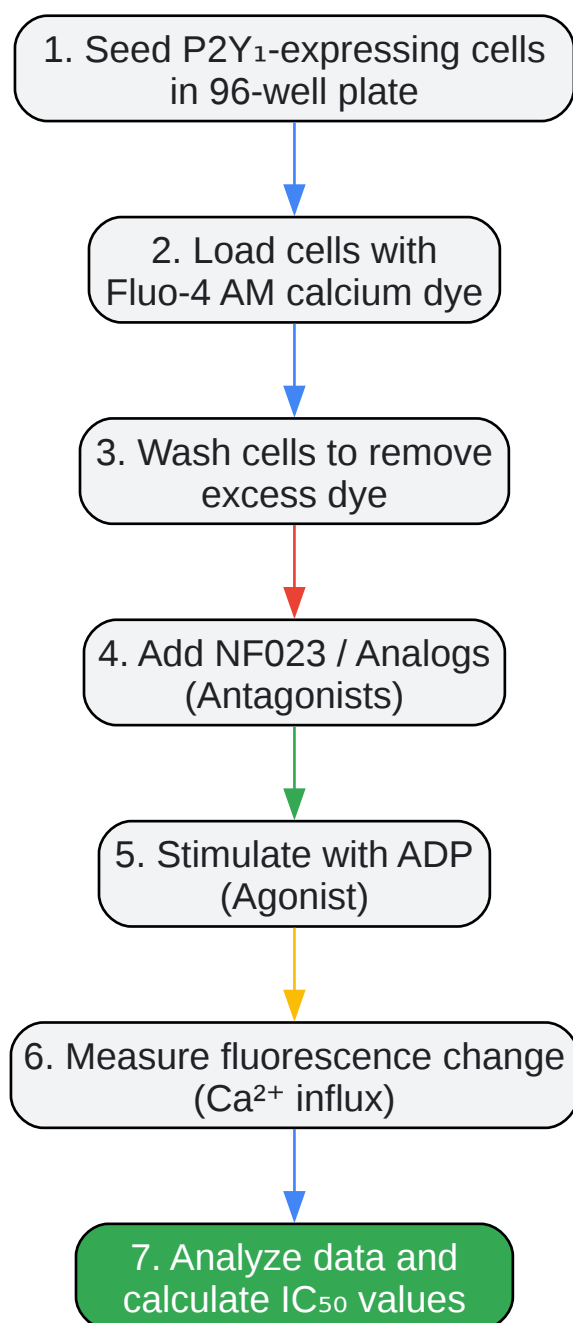 1. Seed P2Y₁-expressing cells
in 96-well plate
2. Load cells with
Fluo-4 AM calcium dye
3. Wash cells to remove
excess dye
4. Add NF023 / Analogs
(Antagonists)
5. Stimulate with ADP
(Agonist)
6. Measure fluorescence change
(Ca²⁺ influx)
7. Analyze data and
calculate IC₅₀ values